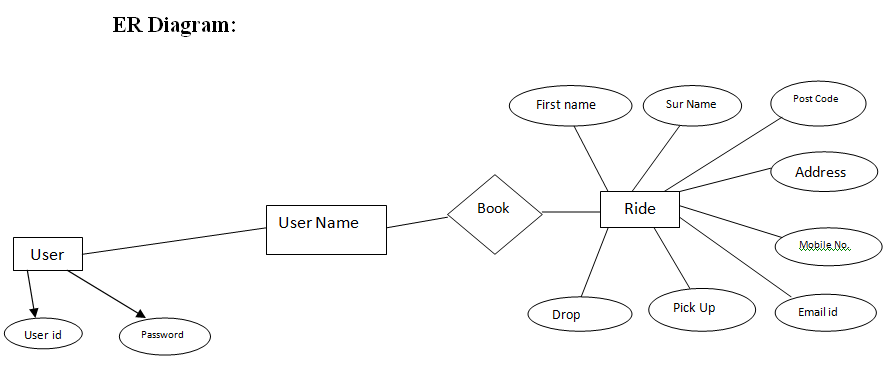 ER Diagram:
First name
Sur Name
Post Code
Address
User Name
Book
Ride
User
Mobile No.
User id
Password
Drop
Pick Up
Email id